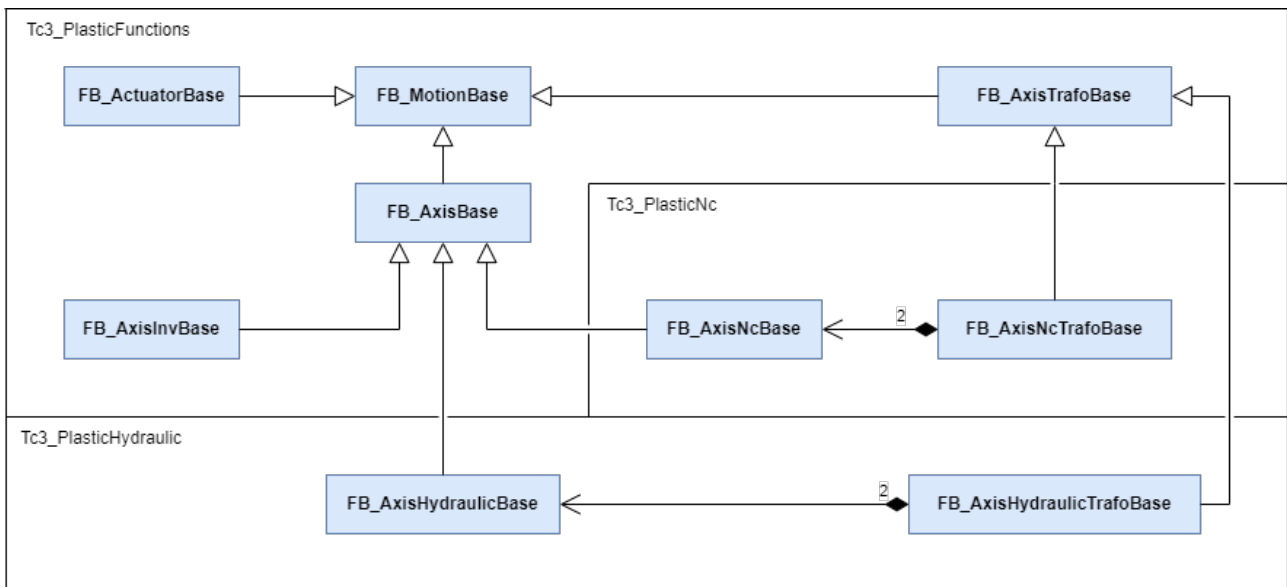 Tc3_PlasticFunctions
FB_ActuatorBase
FB_MotionBase
FB_AxisTrafoBase
FB_AxisBase
Tc3_PlasticNc
FB_AxisInvBase
FB_AxisNcBase
2
FB_AxisNcTrafoBase
Tc3_PlasticHydraulic
FB_AxisHydraulicBase
2
FB_AxisHydraulicTrafoBase